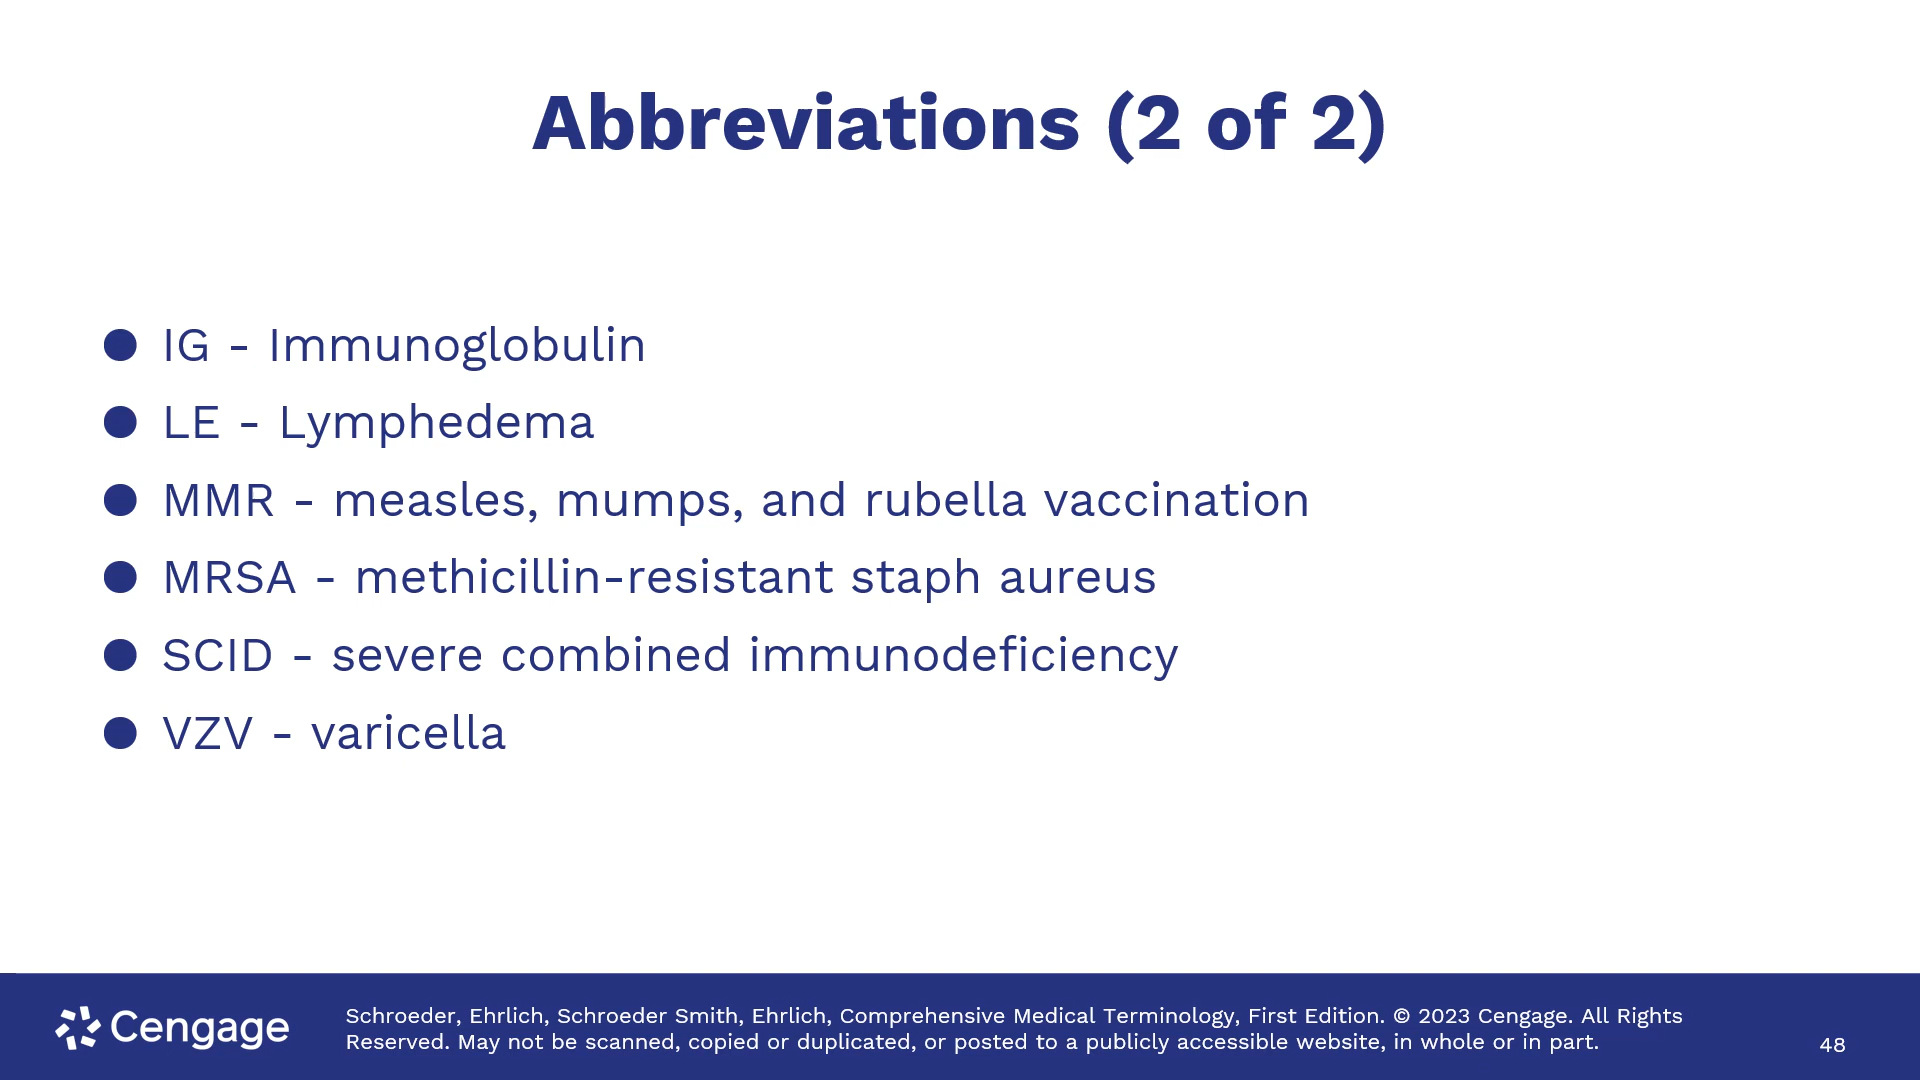 Abbreviations (2 of 2)
● IG - Immunoglobulin
● LE - Lymphedema
● MMR - measles, mumps, and rubella vaccination
● MRSA - methicillin-resistant staph aureus
● SCID - severe combined immunodeficiency
● VZV - varicella
Cengage
Schroeder, Ehrlich, Schroeder Smith, Ehrlich, Comprehensive Medical Terminology, First Edition. © 2023 Cengage. All Rights
Reserved. May not be scanned, copied or duplicated, or posted to a publicly accessible website, in whole or in part.
48